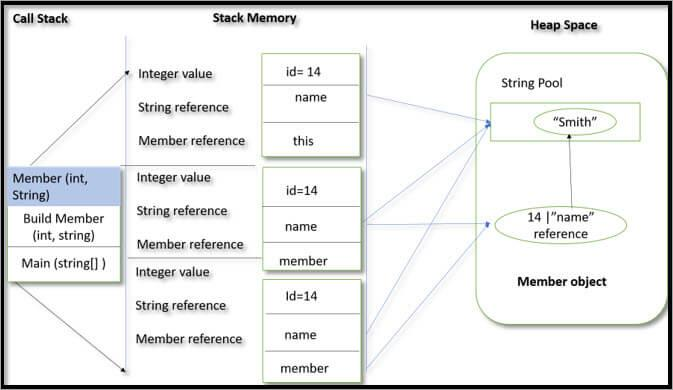 Call Stack
Stack Memory
Heap Space
Integer value
id= 14
String reference
name
Member reference
this
Integer value
id=14
String reference
name
Member reference
member
Integer value
Id=14
String reference
name
Member reference
member
Member (int,
String)
Build Member
(int, string)
Main (string[] )
String Pool
“Smith”
14 |”name”
reference
Member object